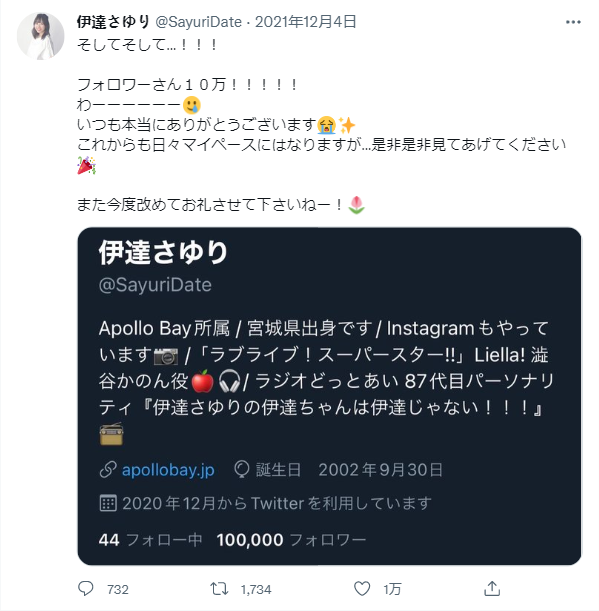 伊達さゆり @SayuriDate · 2021年12月4日
そしてそして...！！！
フォロワーさん１０万！！！！！
わーーーーーー🥲
いつも本当にありがとうございます😭✨
これからも日々マイペースにはなりますが...是非是非見てあげてください
🎉
また今度改めてお礼させて下さいねー！🌷
伊達さゆり
@SayuriDate
Apollo Bay所属 / 宮城県出身です / Instagramもやって
います📷 /「ラブライブ！スーパースター!!」Liella! 澁
谷かのん役🍎🎧/ ラジオどっとあい 87代目パーソナリ
ティ『伊達さゆりの伊達ちゃんは伊達じゃない！！！』
📻
apollobay.jp 誕生日 2002年9月30日
2020年12月からTwitterを利用しています
44 フォロー中 100,000 フォロワー
732 1,734 1万